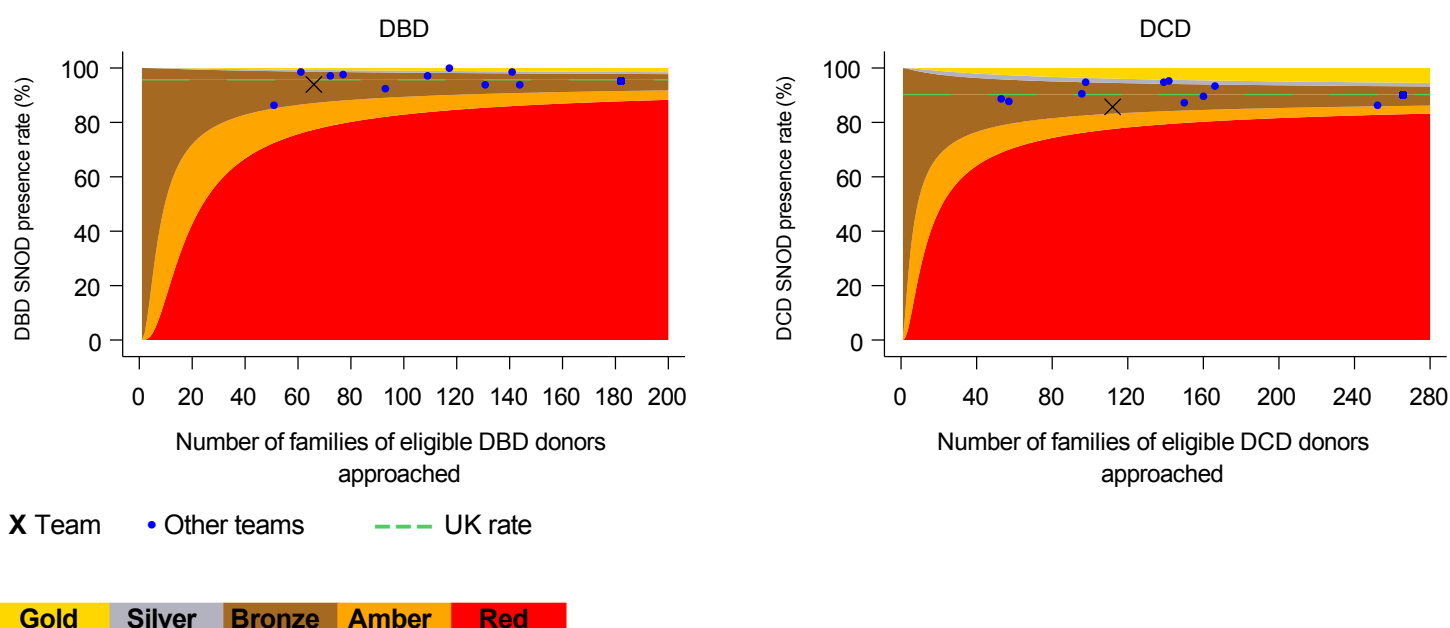 DBD
DBD SNOD presence rate (%)
100
80
60
40
20
0
0 20 40 60 80 100 120 140 160 180 200
Number of families of eligible DBD donors
approached
DCD
DCD SNOD presence rate (%)
100
80
60
40
20
0
0 40 80 120 160 200 240 280
Number of families of eligible DCD donors
approached
X Team Other teams UK rate
Gold Silver Bronze Amber Red